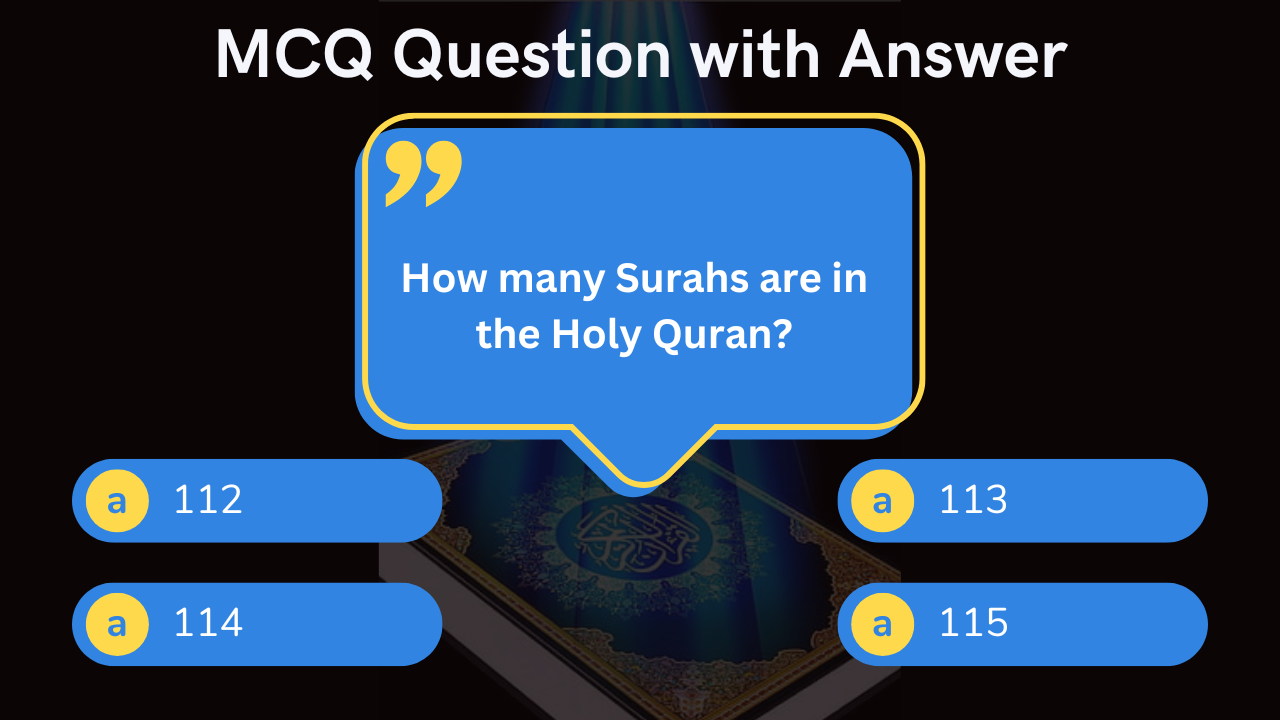 MCQ Question with Answer
”
How many Surahs are in
the Holy Quran?
a 112
a 113
a 114
a 115